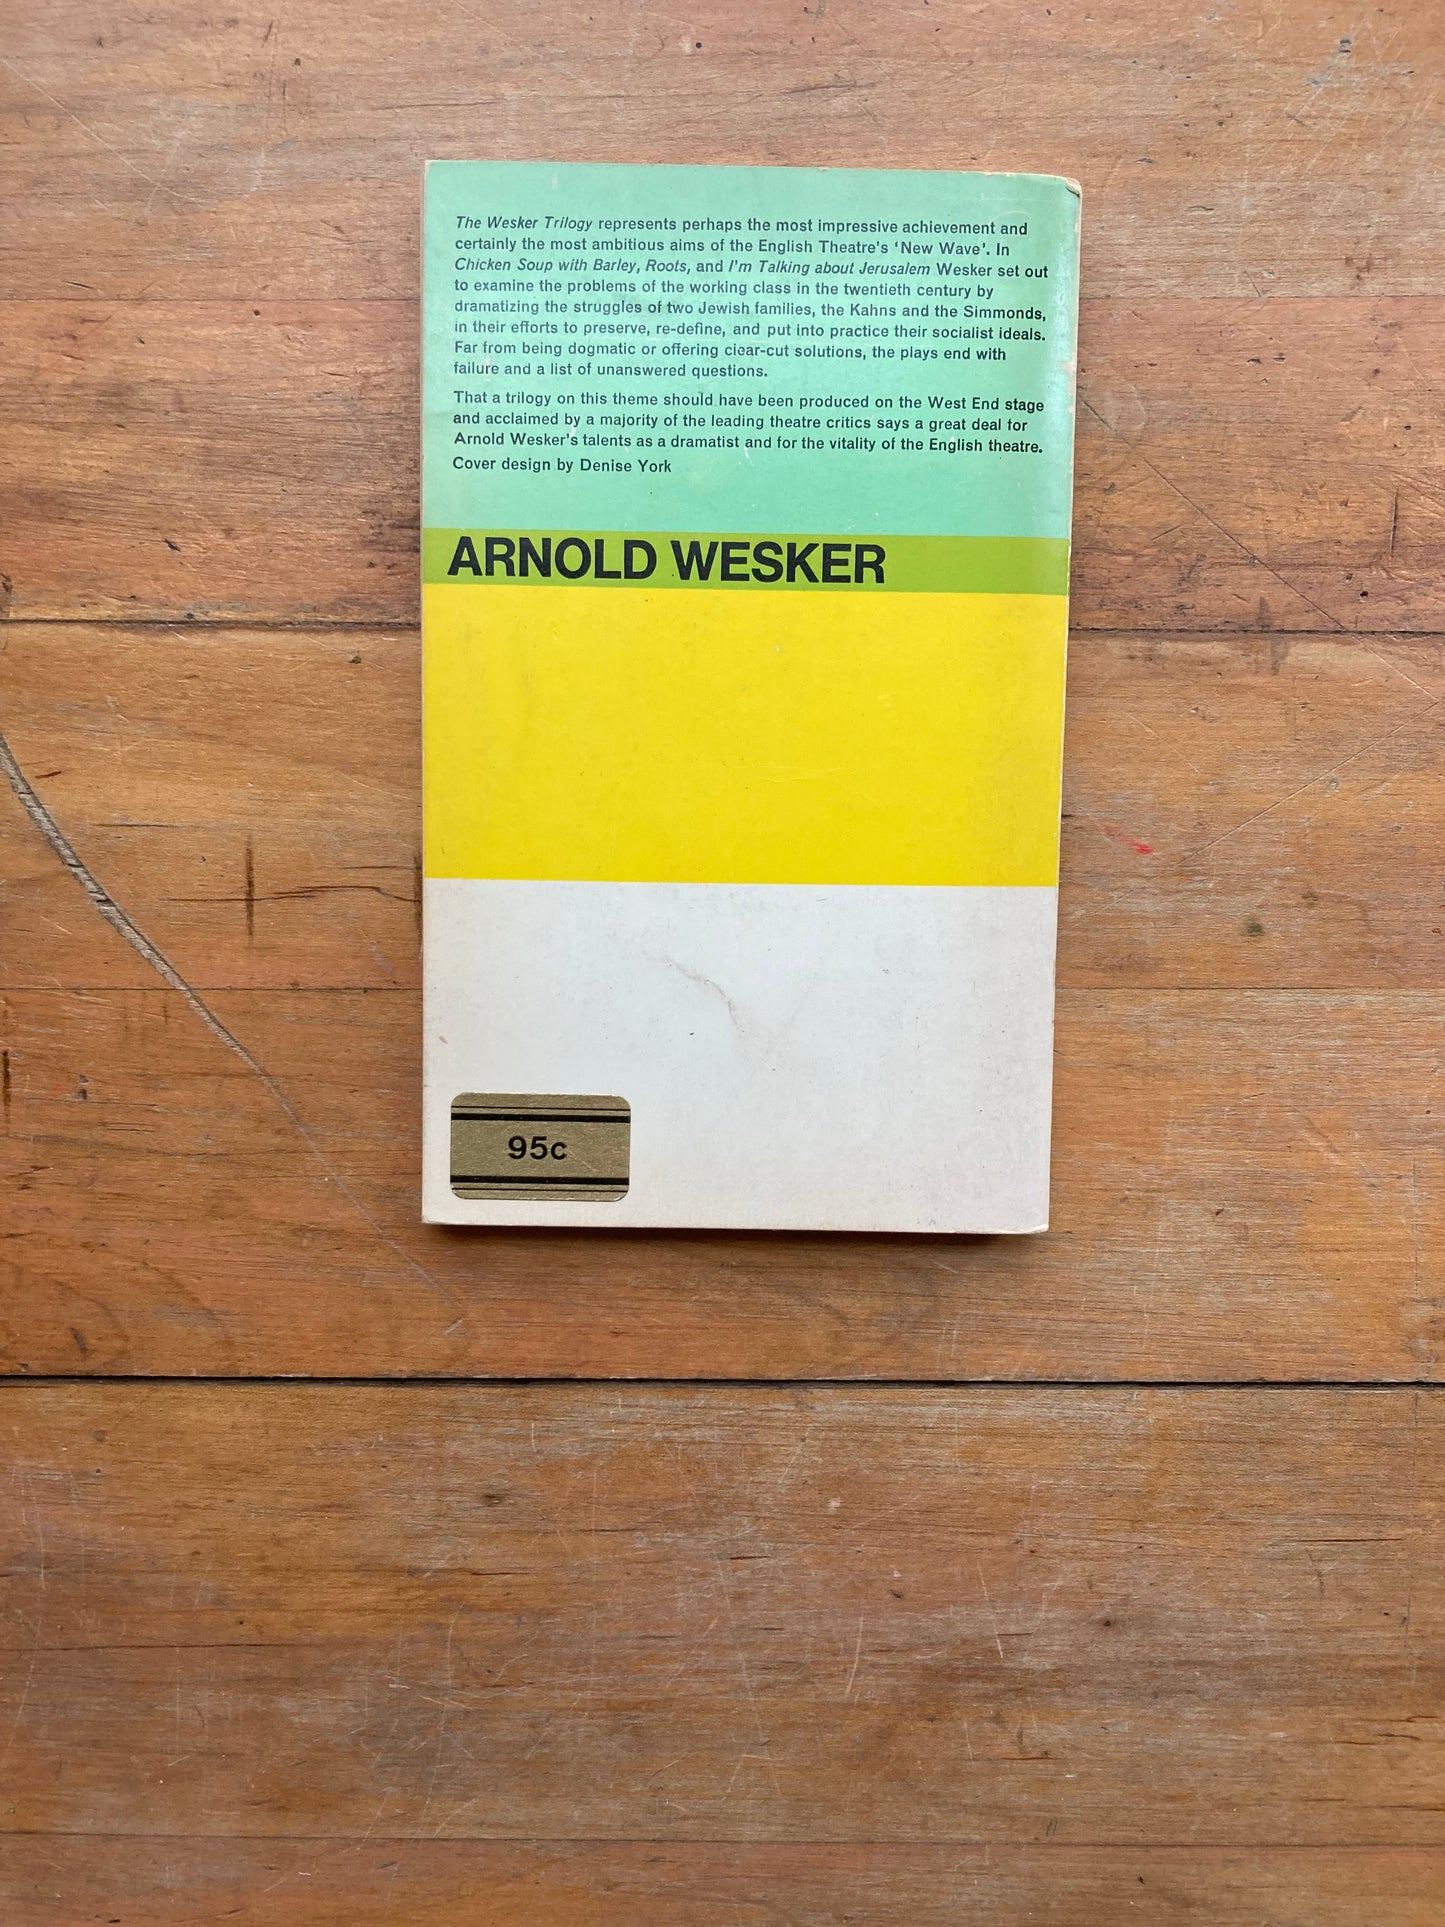 The Wesker Trilogy represents perhaps the most impressive achievement and
certainly the most ambitious aims of the English Theatre's ‘New Wave’. In
Chicken Soup with Barley, Roots, and I'm Talking about Jerusalem Wesker set out
to examine the problems of the working class in the twentieth century by
dramatizing the struggles of two Jewish families, the Kahns and the Simmonds,
in their efforts to preserve, re-define, and put into practice their socialist ideals.
Far from being dogmatic or offering clear-cut solutions, the plays end with
failure and a list of unanswered questions.
That a trilogy on this theme should have been produced on the West End stage
and acclaimed by a majority of the leading theatre critics says a great deal for
Arnold Wesker's talents as a dramatist and for the vitality of the English theatre.
Cover design by Denise York
ARNOLD WESKER
95c